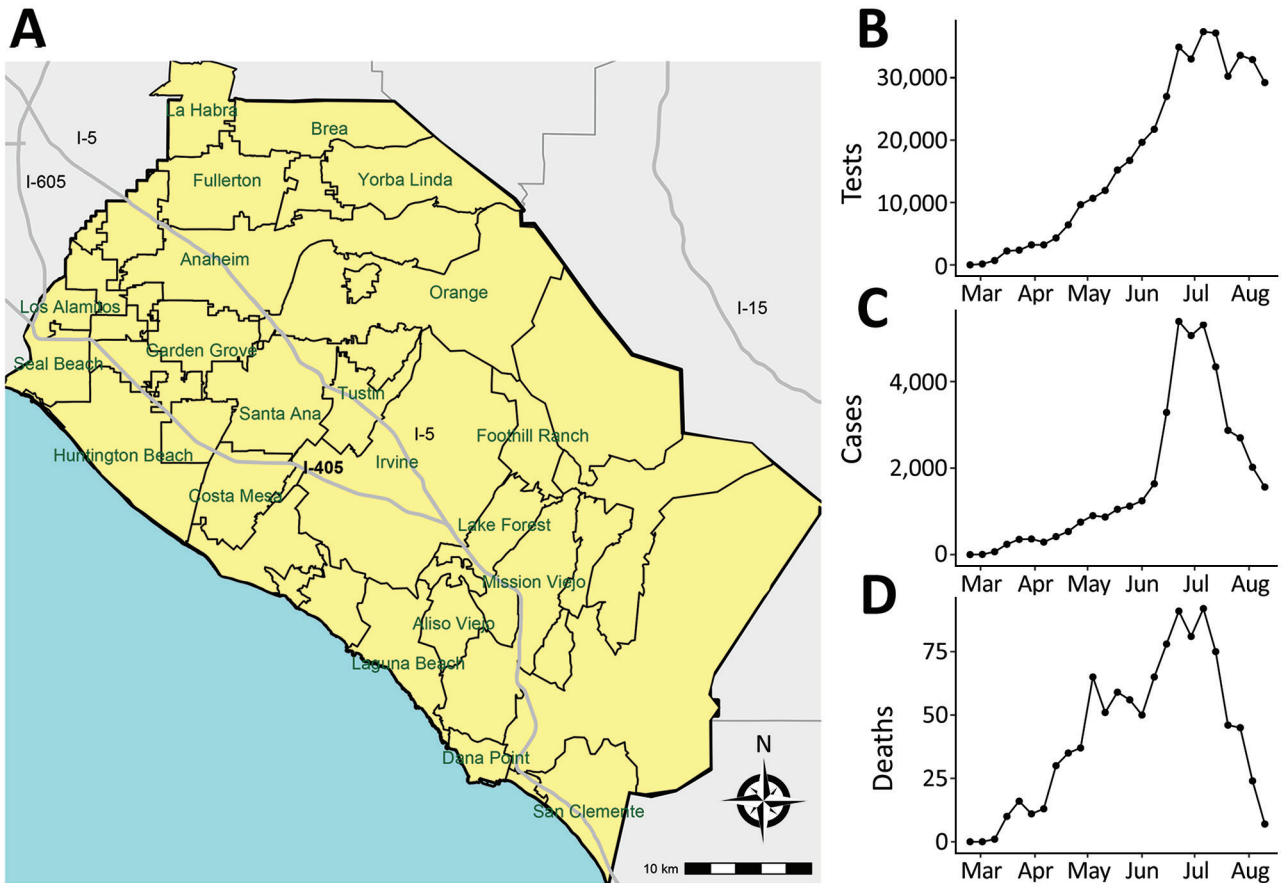 A
La Habra
Brea
I-5
I-605
Fullerton
Yorba Linda
Anaheim
Orange
Los Alamitos
I-15
Garden Grove
Seal Beach
Tustin
Santa Ana
I-5
Foothill Ranch
Huntington Beach
Irvine
I-405
Costa Mesa
Lake Forest
Mission Viejo
Aliso Viejo
Laguna Beach
Dana Point
San Clemente
N
10 km
B
Tests
30,000
20,000
10,000
0
Mar Apr May Jun Jul Aug
C
Cases
4,000
2,000
0
Mar Apr May Jun Jul Aug
D
Deaths
75
50
25
0
Mar Apr May Jun Jul Aug